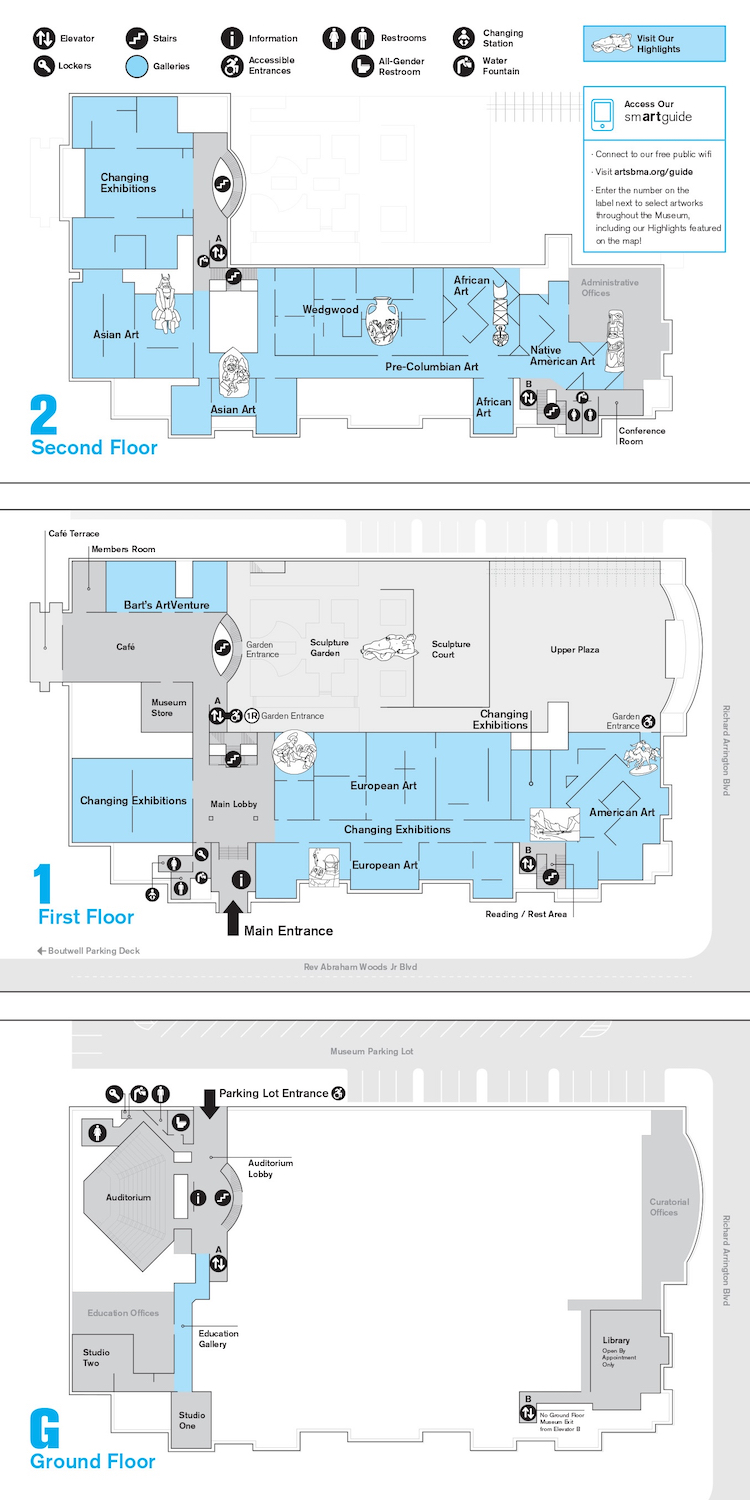 Elevator
Stairs
Information
Restrooms
Changing
Station
Lockers
Galleries
Accessible
Entrances
All-Gender
Restroom
Water
Fountain
Visit Our
Highlights
Access Our
smartguide
· Connect to our free public wifi
· Visit artsbma.org/guide
· Enter the number on the
label next to select artworks
throughout the Museum,
including our Highlights featured
on the map!
Changing
Exhibitions
A
Asian Art
Wedgwood
African
Art
Administrative
Offices
Native
American Art
Pre-Columbian Art
B
Asian Art
African
Art
Conference
Room
2
Second Floor
Café Terrace
Members Room
Bart's ArtVenture
Café
Garden
Entrance
Sculpture
Garden
Sculpture
Court
Upper Plaza
Museum
Store
A
1R
Garden Entrance
Changing
Exhibitions
Garden
Entrance
Richard Arrington Blvd
Changing Exhibitions
Main Lobby
European Art
American Art
Changing Exhibitions
European Art
B
Reading / Rest Area
1
First Floor
Main Entrance
Boutwell Parking Deck
Rev Abraham Woods Jr Blvd
Museum Parking Lot
Parking Lot Entrance
Auditorium
Lobby
Auditorium
Curatorial
Offices
Richard Arrington Blvd
A
Education Offices
Education
Gallery
Studio
Two
Library
Open By
Appointment
Only
Studio
One
B
No Ground Floor
Museum Exit
from Elevator B
G
Ground Floor